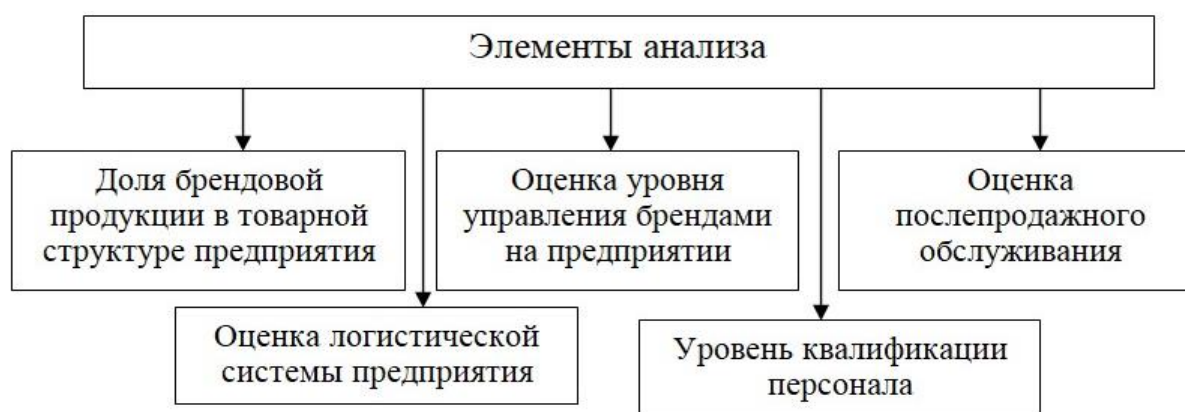 Элементы анализа
Доля брендовой
продукции в товарной
структуре предприятия
Оценка уровня
управления брендами
на предприятии
Оценка
послепродажного
обслуживания
Оценка логистической
системы предприятия
Уровень квалификации
персонала